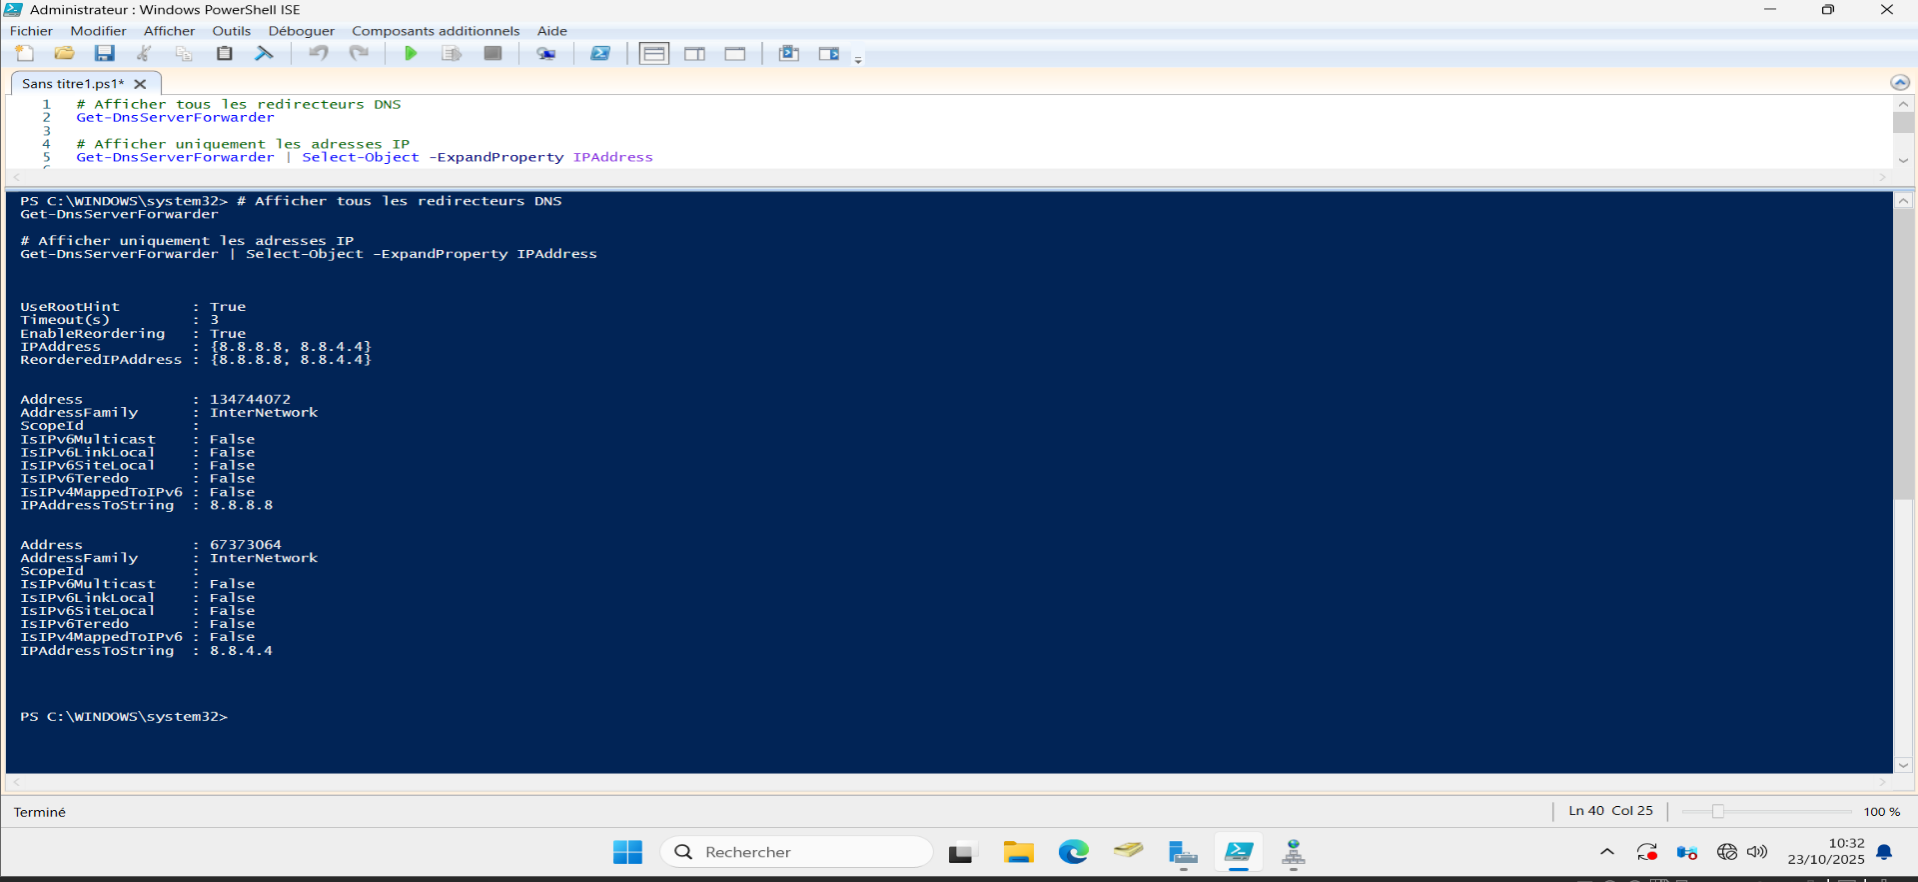 Administrateur : Windows PowerShell ISE
Fichier Modifier Afficher Outils Déboguer Composants additionnels Aide
Sans titre1.ps1*
1 # Afficher tous les redirecteurs DNS
2 Get-DnsServerForwarder
3
4 # Afficher uniquement les adresses IP
5 Get-DnsServerForwarder | Select-Object -ExpandProperty IPAddress
PS C:\WINDOWS\system32> # Afficher tous les redirecteurs DNS
Get-DnsServerForwarder
# Afficher uniquement les adresses IP
Get-DnsServerForwarder | Select-Object -ExpandProperty IPAddress
UseRootHint : True
Timeout(s) : 3
EnableReordering : True
IPAddress : {8.8.8.8, 8.8.4.4}
ReorderedIPAddress : {8.8.8.8, 8.8.4.4}
Address : 134744072
AddressFamily : InterNetwork
ScopeId :
IsIPv6Multicast : False
IsIPv6LinkLocal : False
IsIPv6SiteLocal : False
IsIPv6Teredo : False
IsIPv4MappedToIPv6 : False
IPAddressToString : 8.8.8.8
Address : 67373064
AddressFamily : InterNetwork
ScopeId :
IsIPv6Multicast : False
IsIPv6LinkLocal : False
IsIPv6SiteLocal : False
IsIPv6Teredo : False
IsIPv4MappedToIPv6 : False
IPAddressToString : 8.8.4.4
PS C:\WINDOWS\system32>
Terminé
Ln 40 Col 25
100 %
Rechercher
10:32
23/10/2025